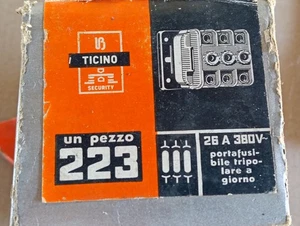 TICINO
SECURITY
un pezzo
223
26 A 380V~
portafusi-
bile tripo-
lare a
giorno